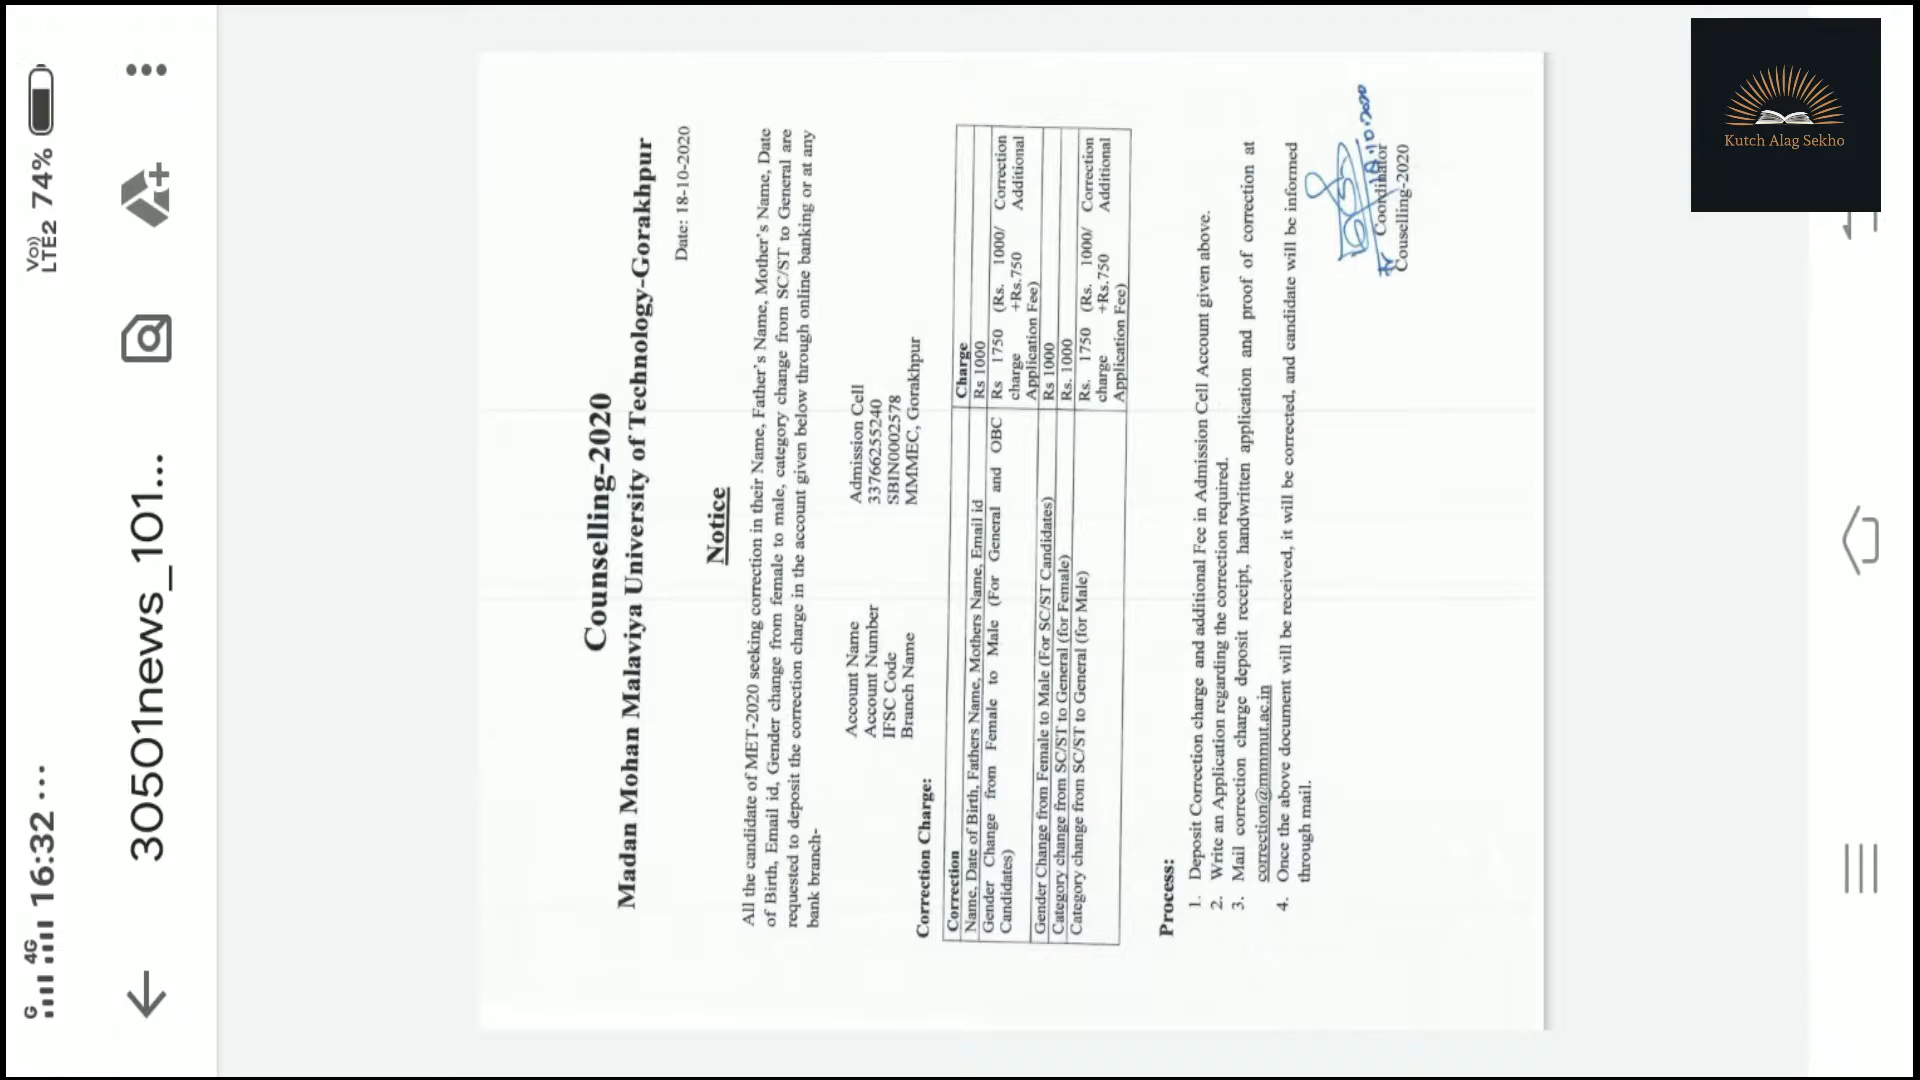 G 4G 16:32 ...
Vo)) LTE2 74%
30501news_101...
Kutch Alag Sekho
Counselling-2020
Madan Mohan Malaviya University of Technology-Gorakhpur
Date: 18-10-2020
Notice
All the candidate of MET-2020 seeking correction in their Name, Father's Name, Mother's Name, Date
of Birth, Email id, Gender change from female to male, category change from SC/ST to General are
requested to deposit the correction charge in the account given below through online banking or at any
bank branch-
Account Name Admission Cell
Account Number 33766255240
IFSC Code SBIN0002578
Branch Name MMMEC, Gorakhpur
Correction Charge:
Correction Charge
Name, Date of Birth, Fathers Name, Mothers Name, Email id Rs 1000
Gender Change from Female to Male (For General and OBC Rs 1750 (Rs. 1000/ Correction
Candidates) charge +Rs.750 Additional
Application Fee)
Gender Change from Female to Male (For SC/ST Candidates) Rs 1000
Category change from SC/ST to General (for Female) Rs. 1000
Category change from SC/ST to General (for Male) Rs. 1750 (Rs. 1000/ Correction
charge +Rs.750 Additional
Application Fee)
Process:
1. Deposit Correction charge and additional Fee in Admission Cell Account given above.
2. Write an Application regarding the correction required.
3. Mail correction charge deposit receipt, handwritten application and proof of correction at
correction@mmmut.ac.in
4. Once the above document will be received, it will be corrected, and candidate will be informed
through mail.
18.10.2020
Coordinator
Couselling-2020